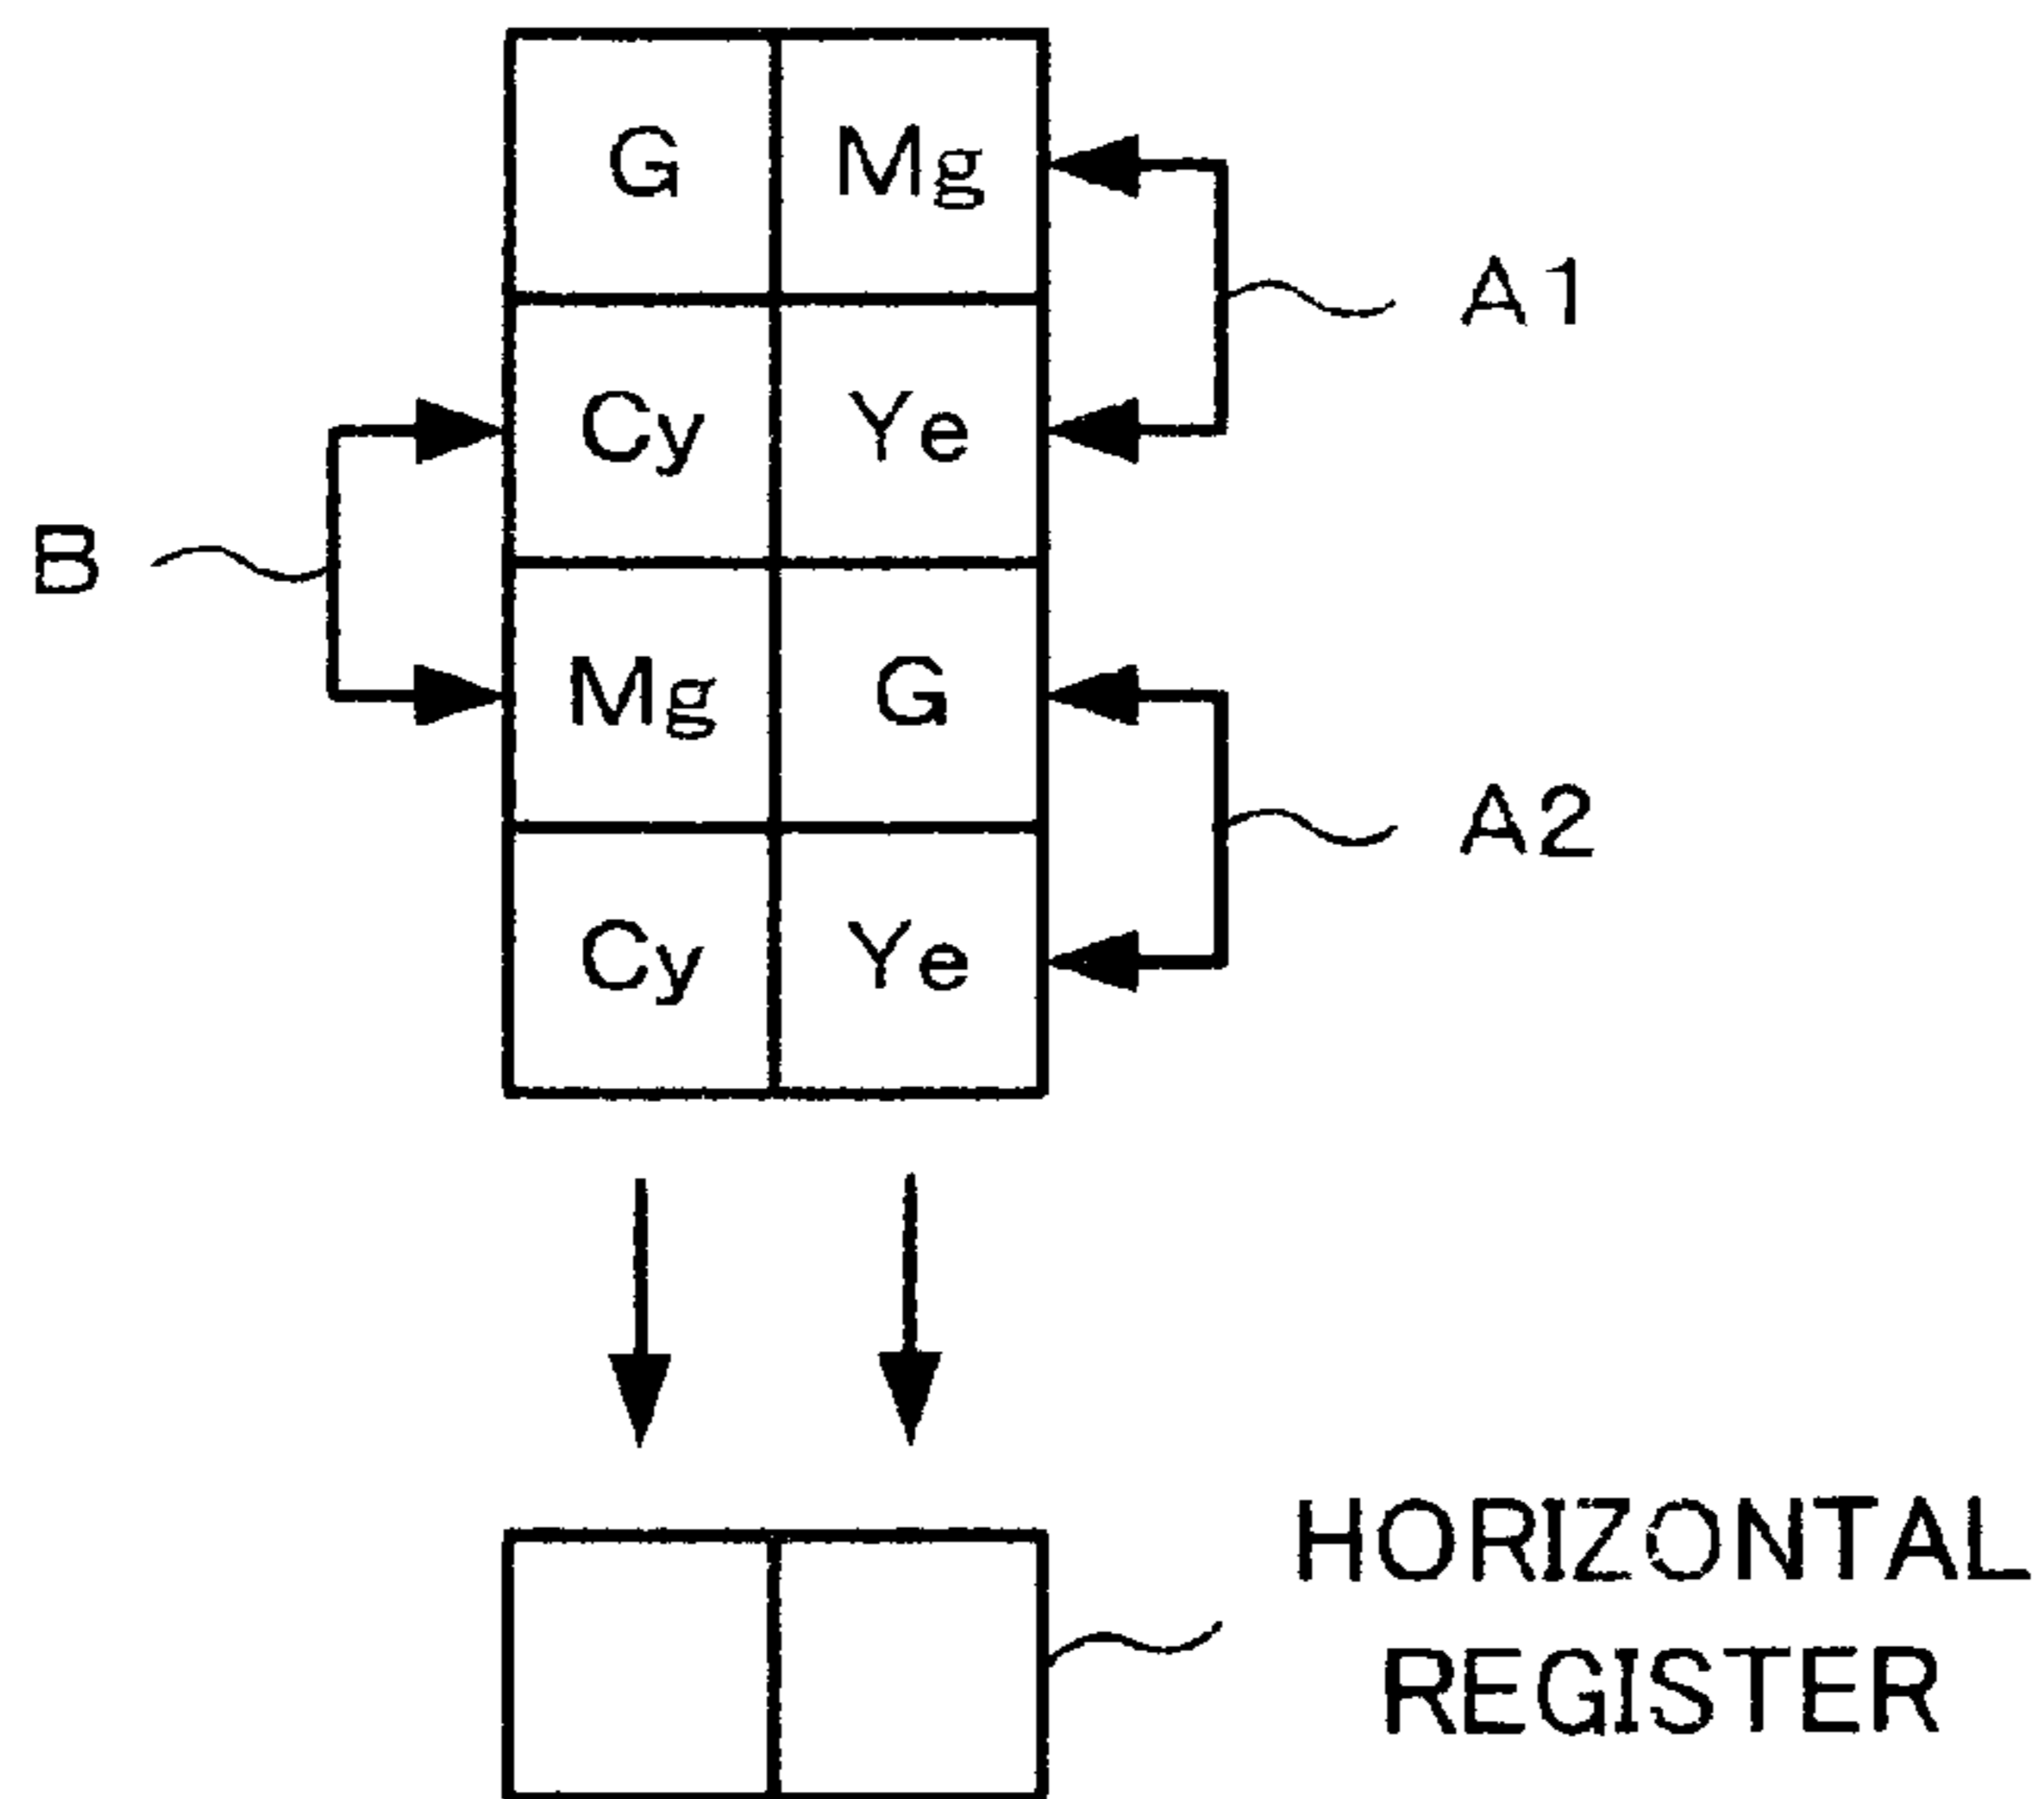 G Mg
A1
Cy Ye
B
Mg G
A2
Cy Ye
HORIZONTAL
REGISTER